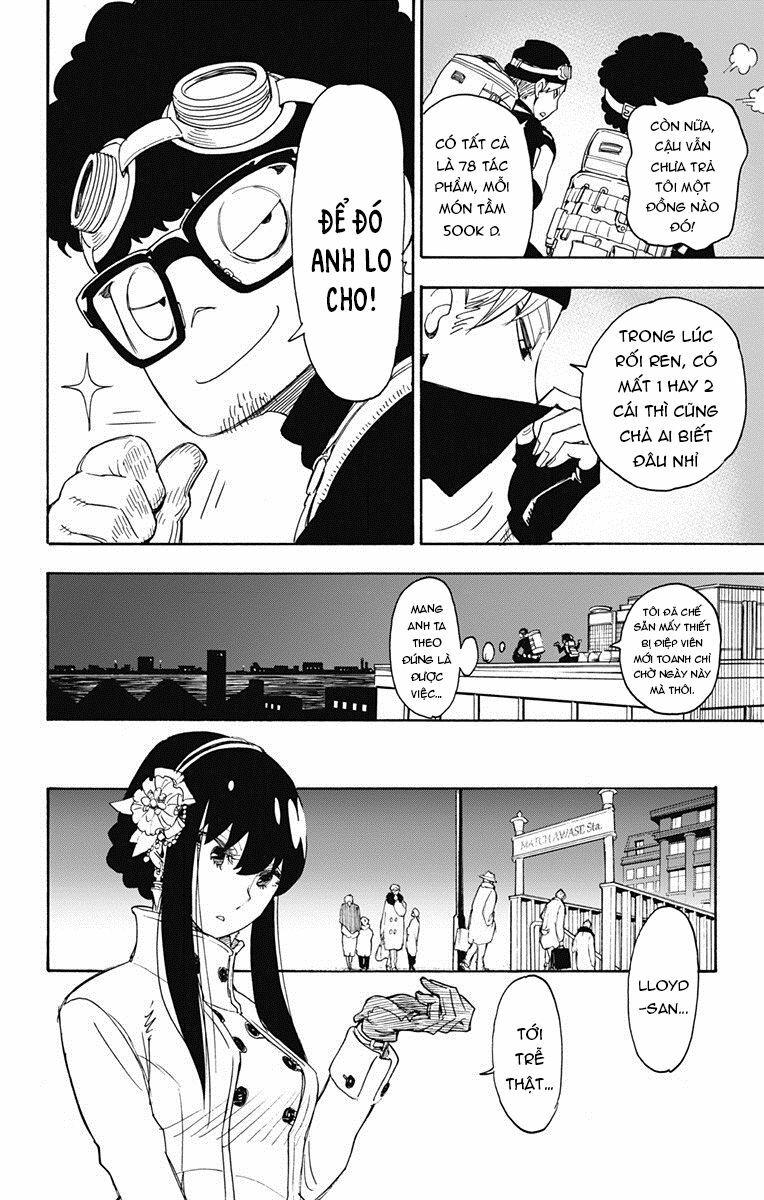 CÒN NỮA,
CẬU VẪN
CHƯA TRẢ
TÔI MỘT
ĐỒNG NÀO
ĐÓ!
CÓ TẤT CẢ
LÀ 78 TÁC
PHẨM, MỖI
MÓN TẦM
500K D.
TRONG LÚC
RỐI REN, CÓ
MẤT 1 HAY 2
CÁI THÌ CŨNG
CHẢ AI BIẾT
ĐÂU NHỈ
ĐỂ ĐÓ
ANH LO
CHO!
TÔI ĐÃ CHẾ
SẴN MẤY THIẾT
BỊ ĐIỆP VIÊN
MỚI TOANH CHỈ
CHỜ NGÀY NÀY
MÀ THÔI.
MANG
ANH TA
THEO
ĐÚNG LÀ
ĐƯỢC
VIỆC...
MATCH AWASE Sta.
LLOYD
-SAN...
TỚI
TRỄ
THẬT...